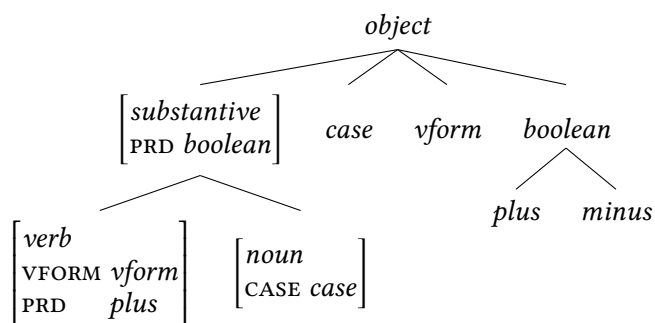 object
substantive
PRD boolean
case
vform
boolean
plus
minus
verb
VFORM vform
PRD plus
noun
CASE case